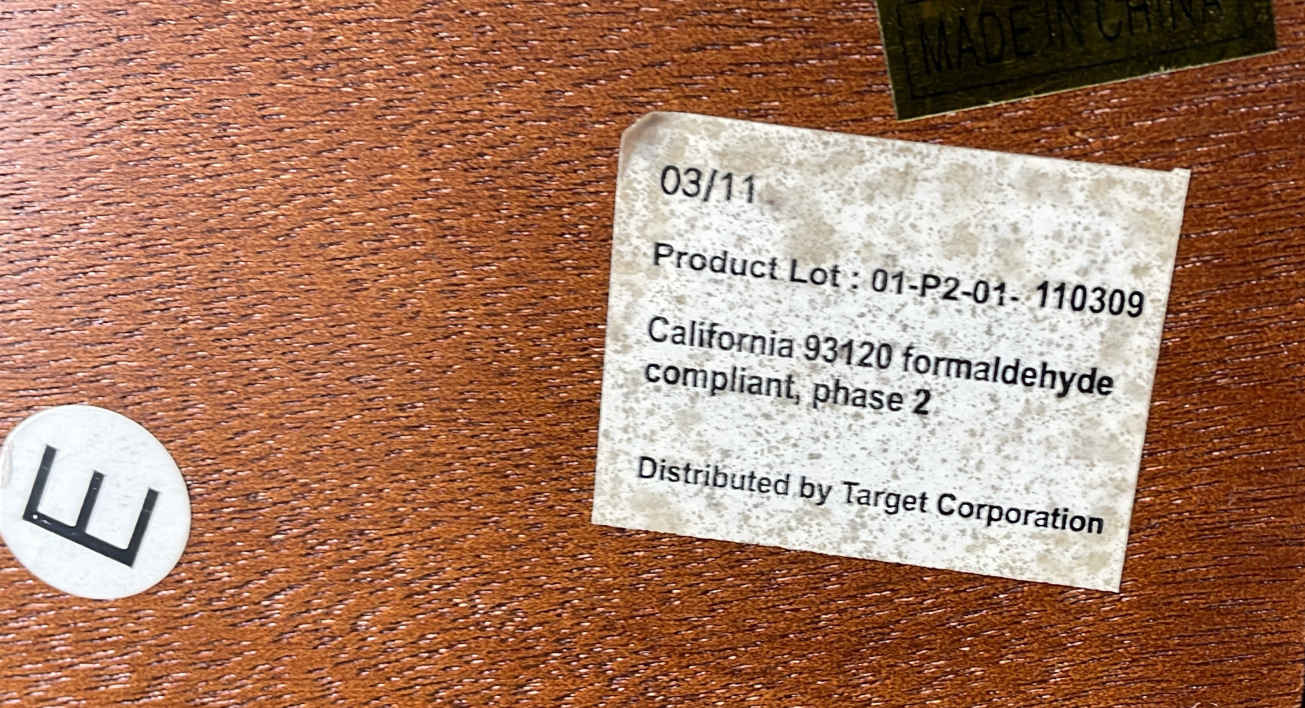 MADE IN CHINA
03/11
Product Lot : 01-P2-01- 110309
California 93120 formaldehyde
compliant, phase 2
Distributed by Target Corporation
E